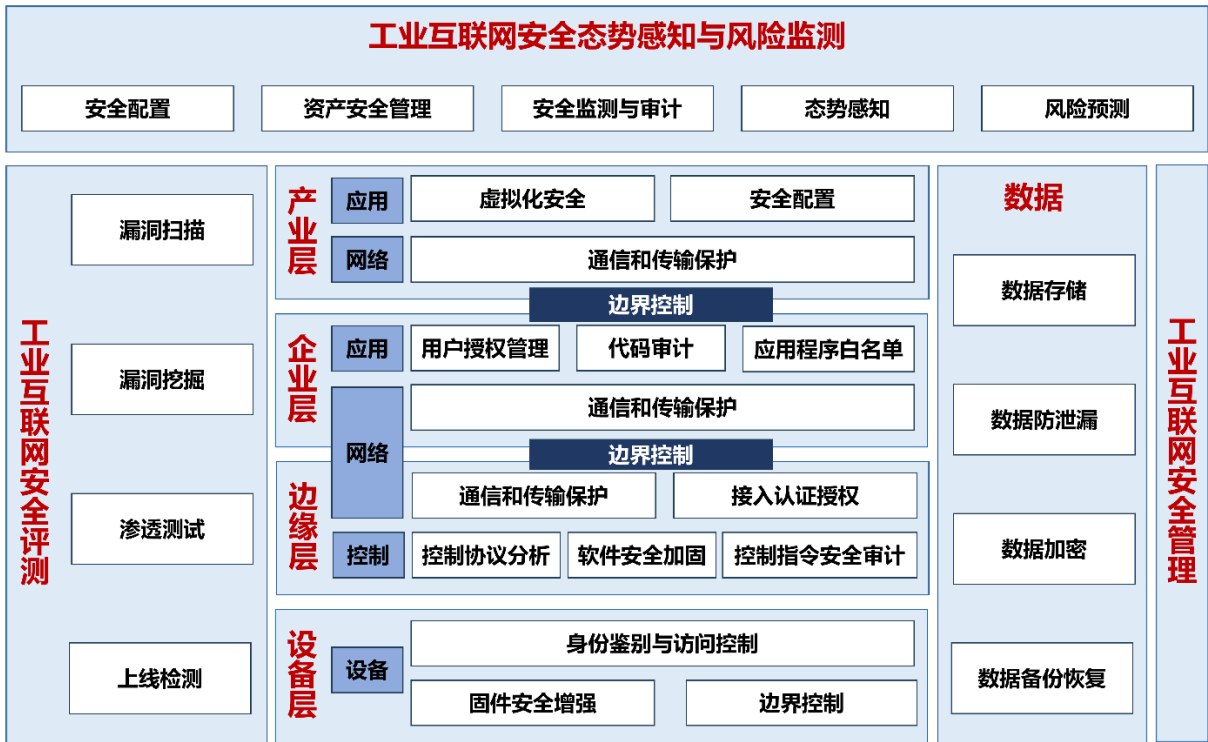 工业互联网安全态势感知与风险监测
安全配置
资产安全管理
安全监测与审计
态势感知
风险预测
工业互联网安全评测
漏洞扫描
漏洞挖掘
渗透测试
上线检测
产业层
应用
虚拟化安全
安全配置
网络
通信和传输保护
边界控制
企业层
应用
用户授权管理
代码审计
应用程序白名单
网络
通信和传输保护
边界控制
边缘层
通信和传输保护
接入认证授权
控制
控制协议分析
软件安全加固
控制指令安全审计
设备层
设备
身份鉴别与访问控制
固件安全增强
边界控制
数据
数据存储
数据防泄漏
数据加密
数据备份恢复
工业互联网安全管理